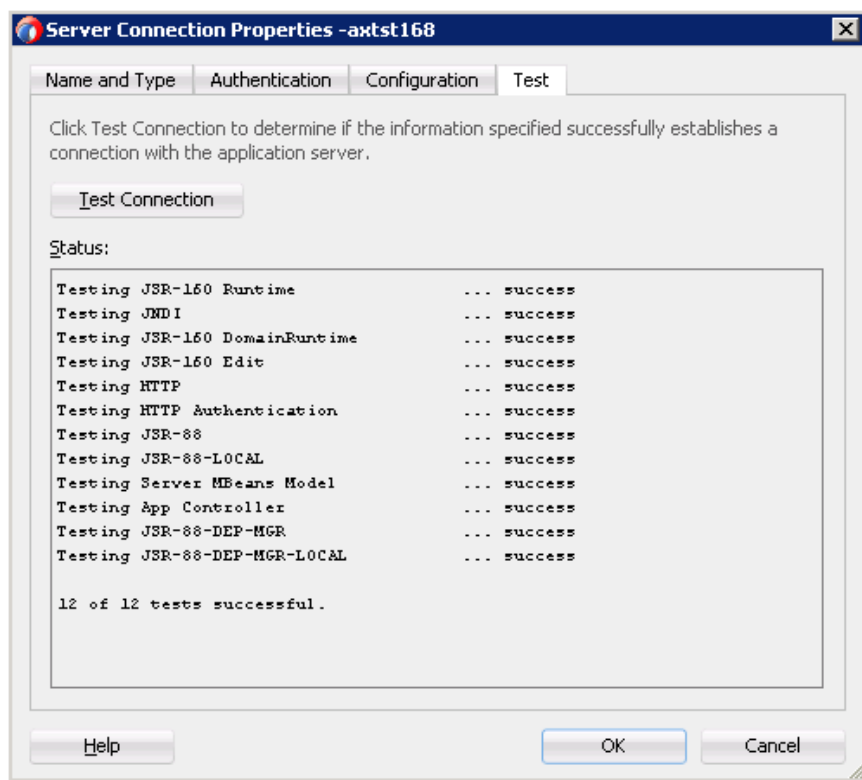 Server Connection Properties -axtst168
Name and Type Authentication Configuration Test
Click Test Connection to determine if the information specified successfully establishes a
connection with the application server.
Test Connection
Status:
Testing JSR-160 Runtime ... success
Testing JNDI ... success
Testing JSR-160 DomainRuntime ... success
Testing JSR-160 Edit ... success
Testing HTTP ... success
Testing HTTP Authentication ... success
Testing JSR-88 ... success
Testing JSR-88-LOCAL ... success
Testing Server MBeans Model ... success
Testing App Controller ... success
Testing JSR-88-DEP-MGR ... success
Testing JSR-88-DEP-MGR-LOCAL ... success
12 of 12 tests successful.
Help OK Cancel